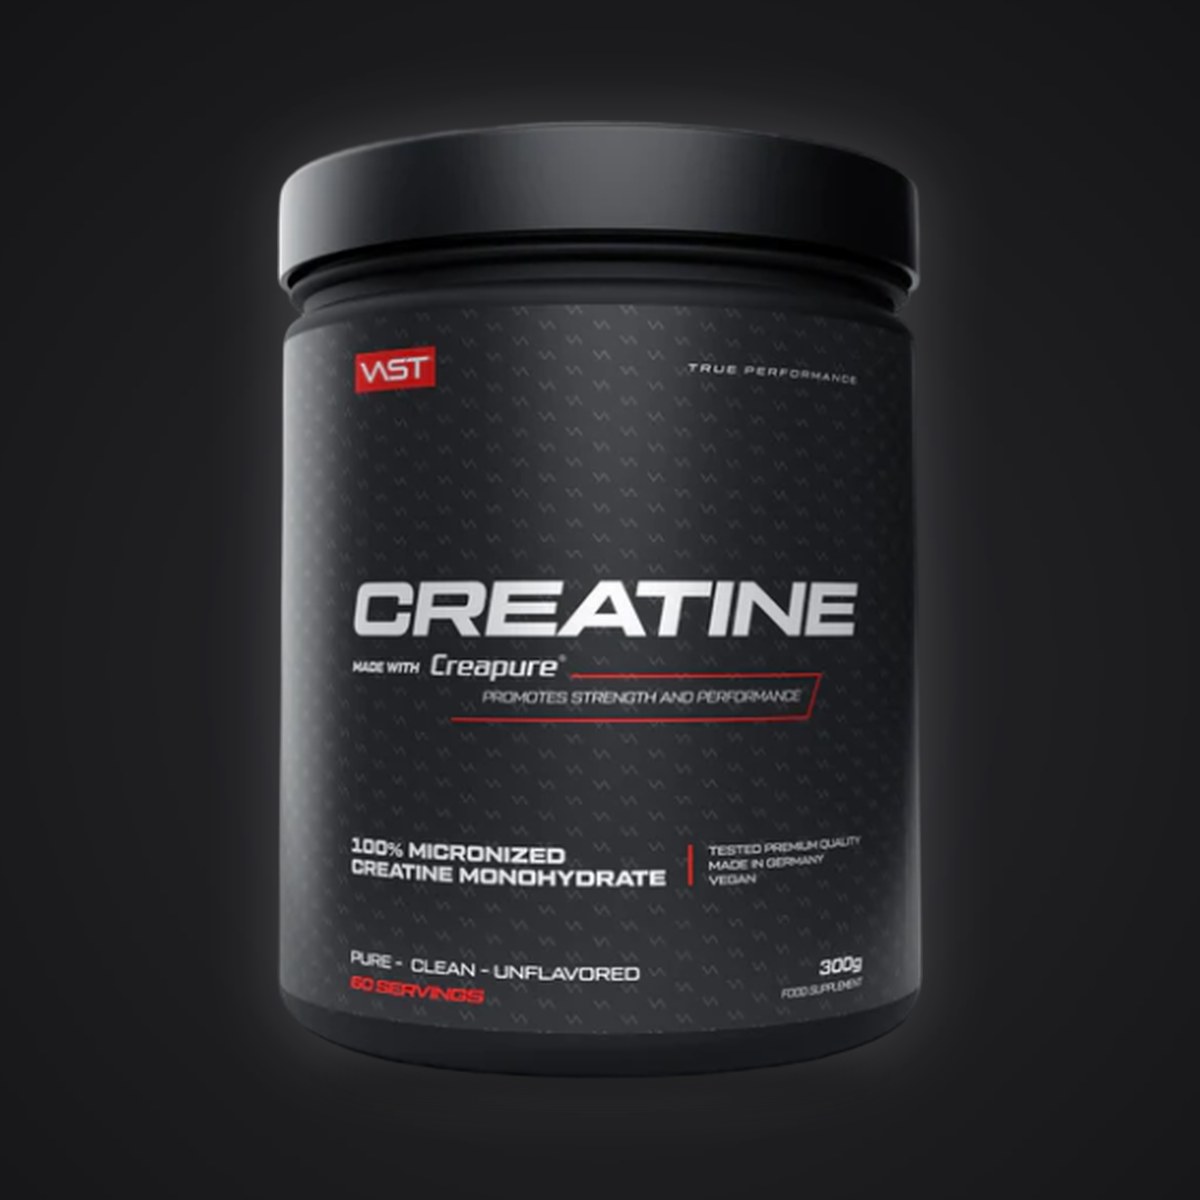 VAST
TRUE PERFORMANCE
CREATINE
MADE WITH Creapure®
PROMOTES STRENGTH AND PERFORMANCE
100% MICRONIZED
CREATINE MONOHYDRATE
TESTED PREMIUM QUALITY
MADE IN GERMANY
VEGAN
PURE - CLEAN - UNFLAVORED
60 SERVINGS
300g
FOOD SUPPLEMENT